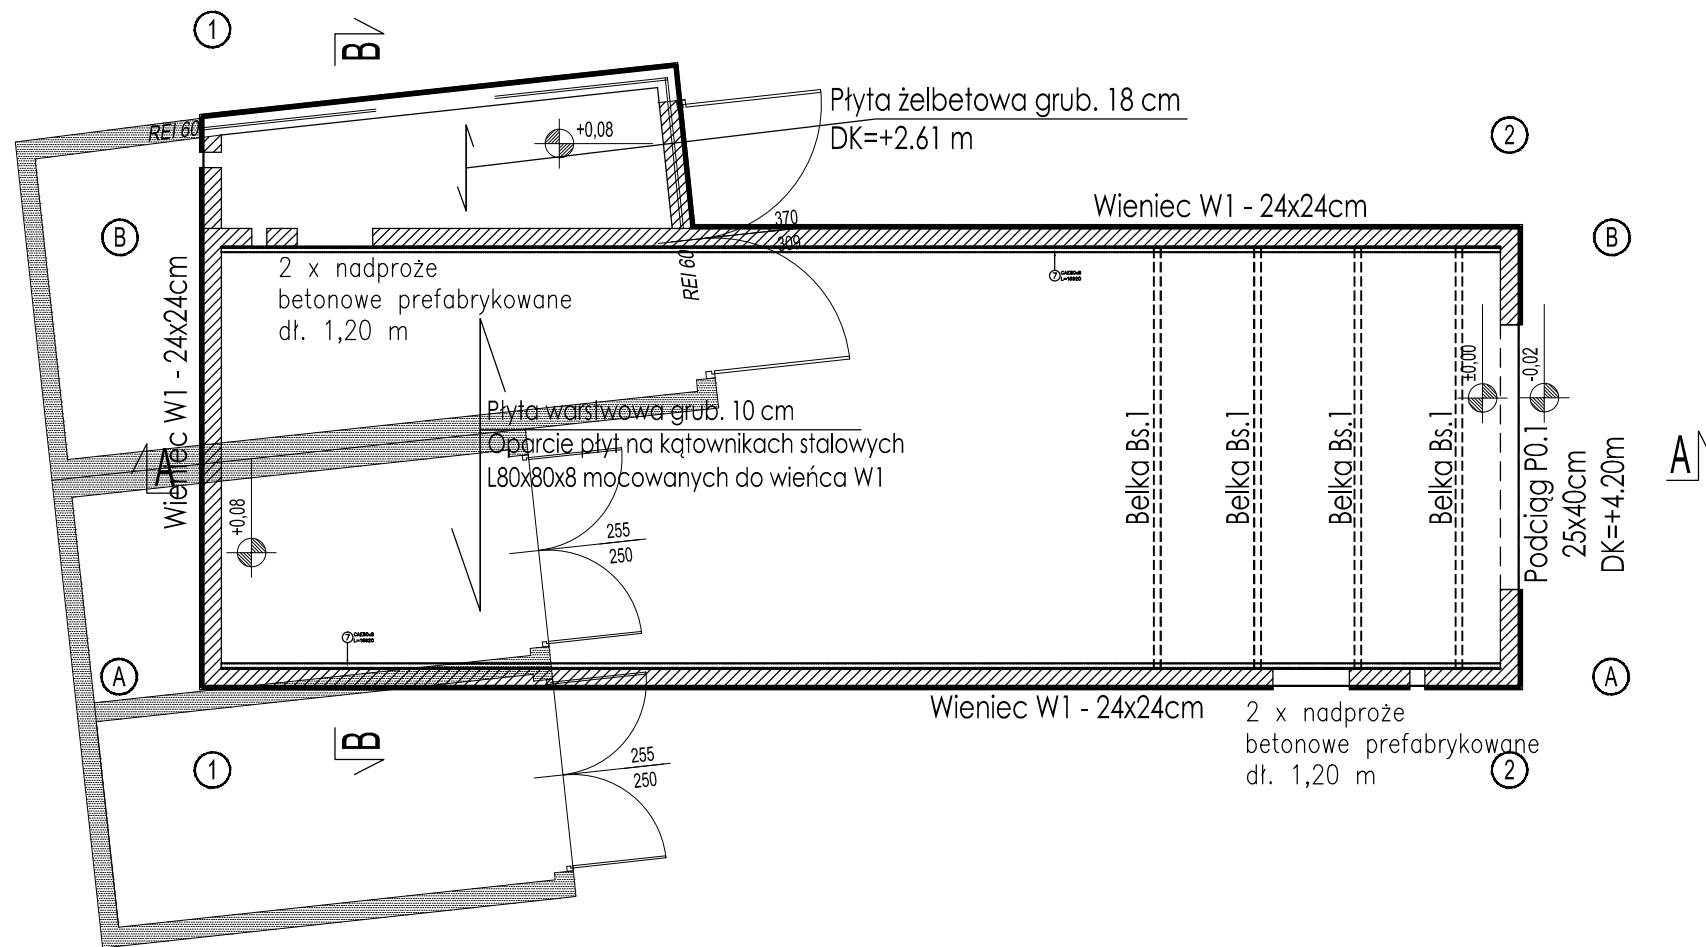 1
B
REI 60
+0,08
Płyta żelbetowa grub. 18 cm
DK=+2.61 m
2
Wieniec W1 - 24x24cm
B
370
309
B
2 x nadproże
betonowe prefabrykowane
dł. 1,20 m
REI 60
7
L=16920
Wieniec W1 - 24x24cm
±0,00
-0,02
Płyta warstwowa grub. 10 cm
Oparcie płyt na kątownikach stalowych
L80x80x8 mocowanych do wieńca W1
A
+0,08
Belka Bs.1
Belka Bs.1
Belka Bs.1
Belka Bs.1
Podciąg P0.1
25x40cm
DK=+4.20m
A
255
250
7
L=16920
A
A
Wieniec W1 - 24x24cm
2 x nadproże
betonowe prefabrykowane
dł. 1,20 m
B
1
255
250
2